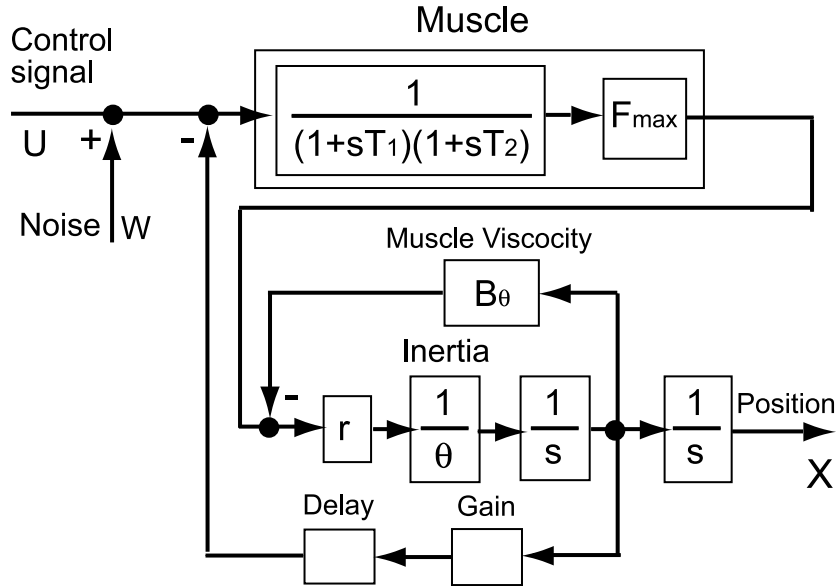 Muscle
Control
signal
1
(1+sT1)(1+sT2)
Fmax
U
+
-
Noise
W
Muscle Viscocity
Bθ
Inertia
-
r
1
θ
1
s
1
s
Position
X
Delay
Gain